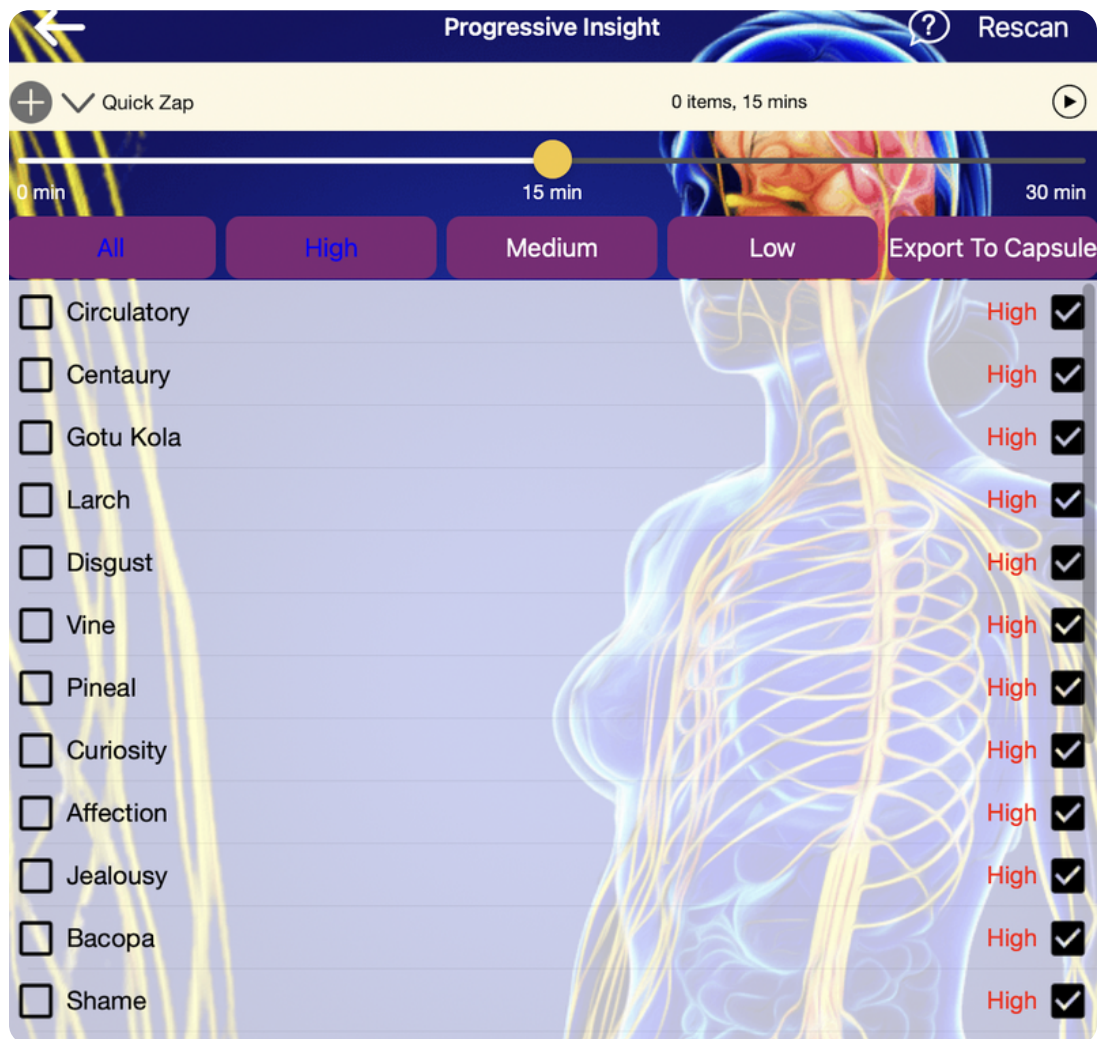 Progressive Insight Rescan
Quick Zap 0 items, 15 mins
0 min 15 min 30 min
All High Medium Low Export To Capsule
Circulatory High
Centaury High
Gotu Kola High
Larch High
Disgust High
Vine High
Pineal High
Curiosity High
Affection High
Jealousy High
Bacopa High
Shame High